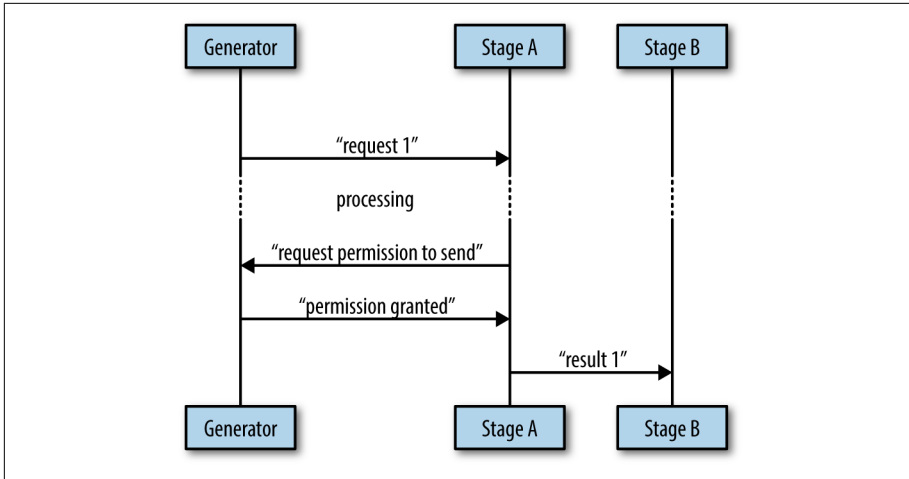 Generator
Stage A
Stage B
“request 1”
processing
“request permission to send”
“permission granted”
“result 1”
Generator
Stage A
Stage B